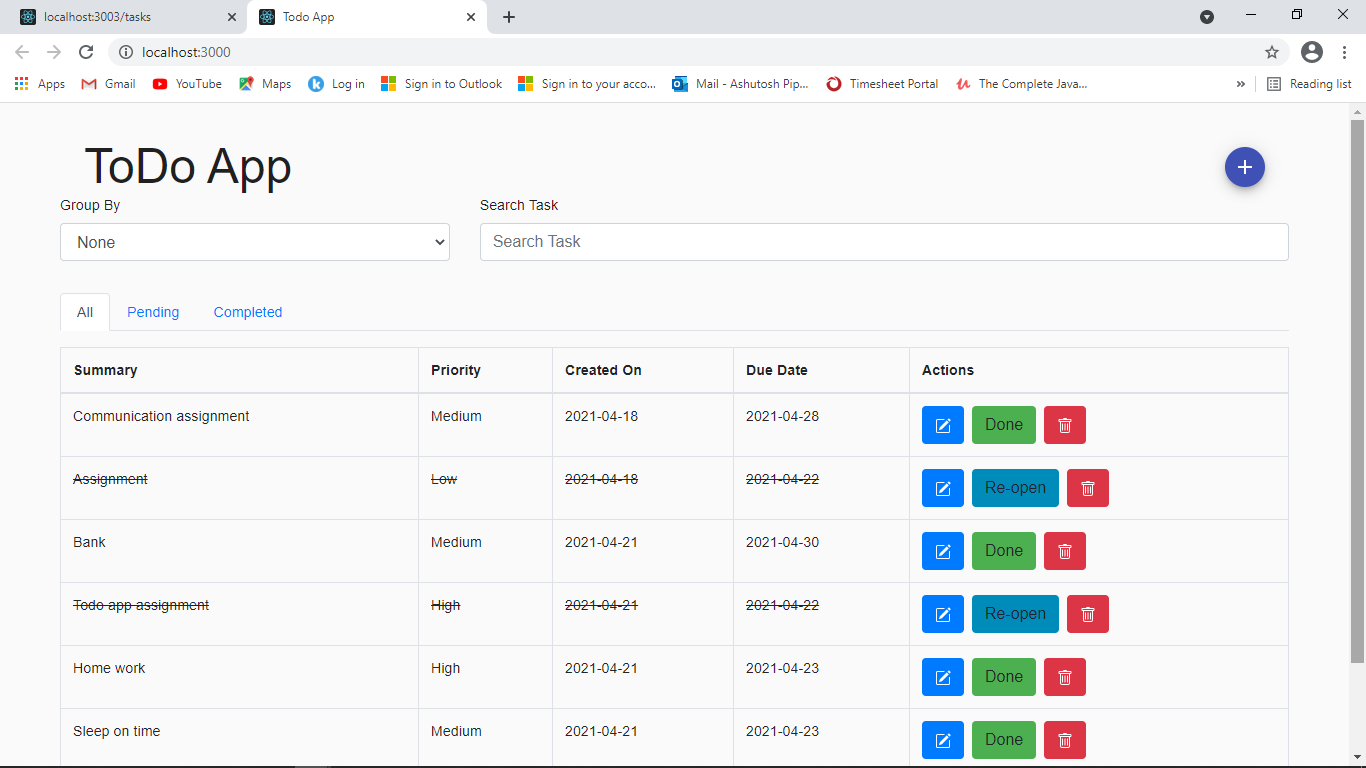 localhost:3003/tasks Todo App
localhost:3000
Apps Gmail YouTube Maps Log in Sign in to Outlook Sign in to your acco... Mail - Ashutosh Pip... Timesheet Portal The Complete Java... » Reading list
ToDo App
Group By Search Task
None Search Task
All Pending Completed
Summary Priority Created On Due Date Actions
Communication assignment Medium 2021-04-18 2021-04-28 Done
Assignment Low 2021-04-18 2021-04-22 Re-open
Bank Medium 2021-04-21 2021-04-30 Done
Todo app assignment High 2021-04-21 2021-04-22 Re-open
Home work High 2021-04-21 2021-04-23 Done
Sleep on time Medium 2021-04-21 2021-04-23 Done